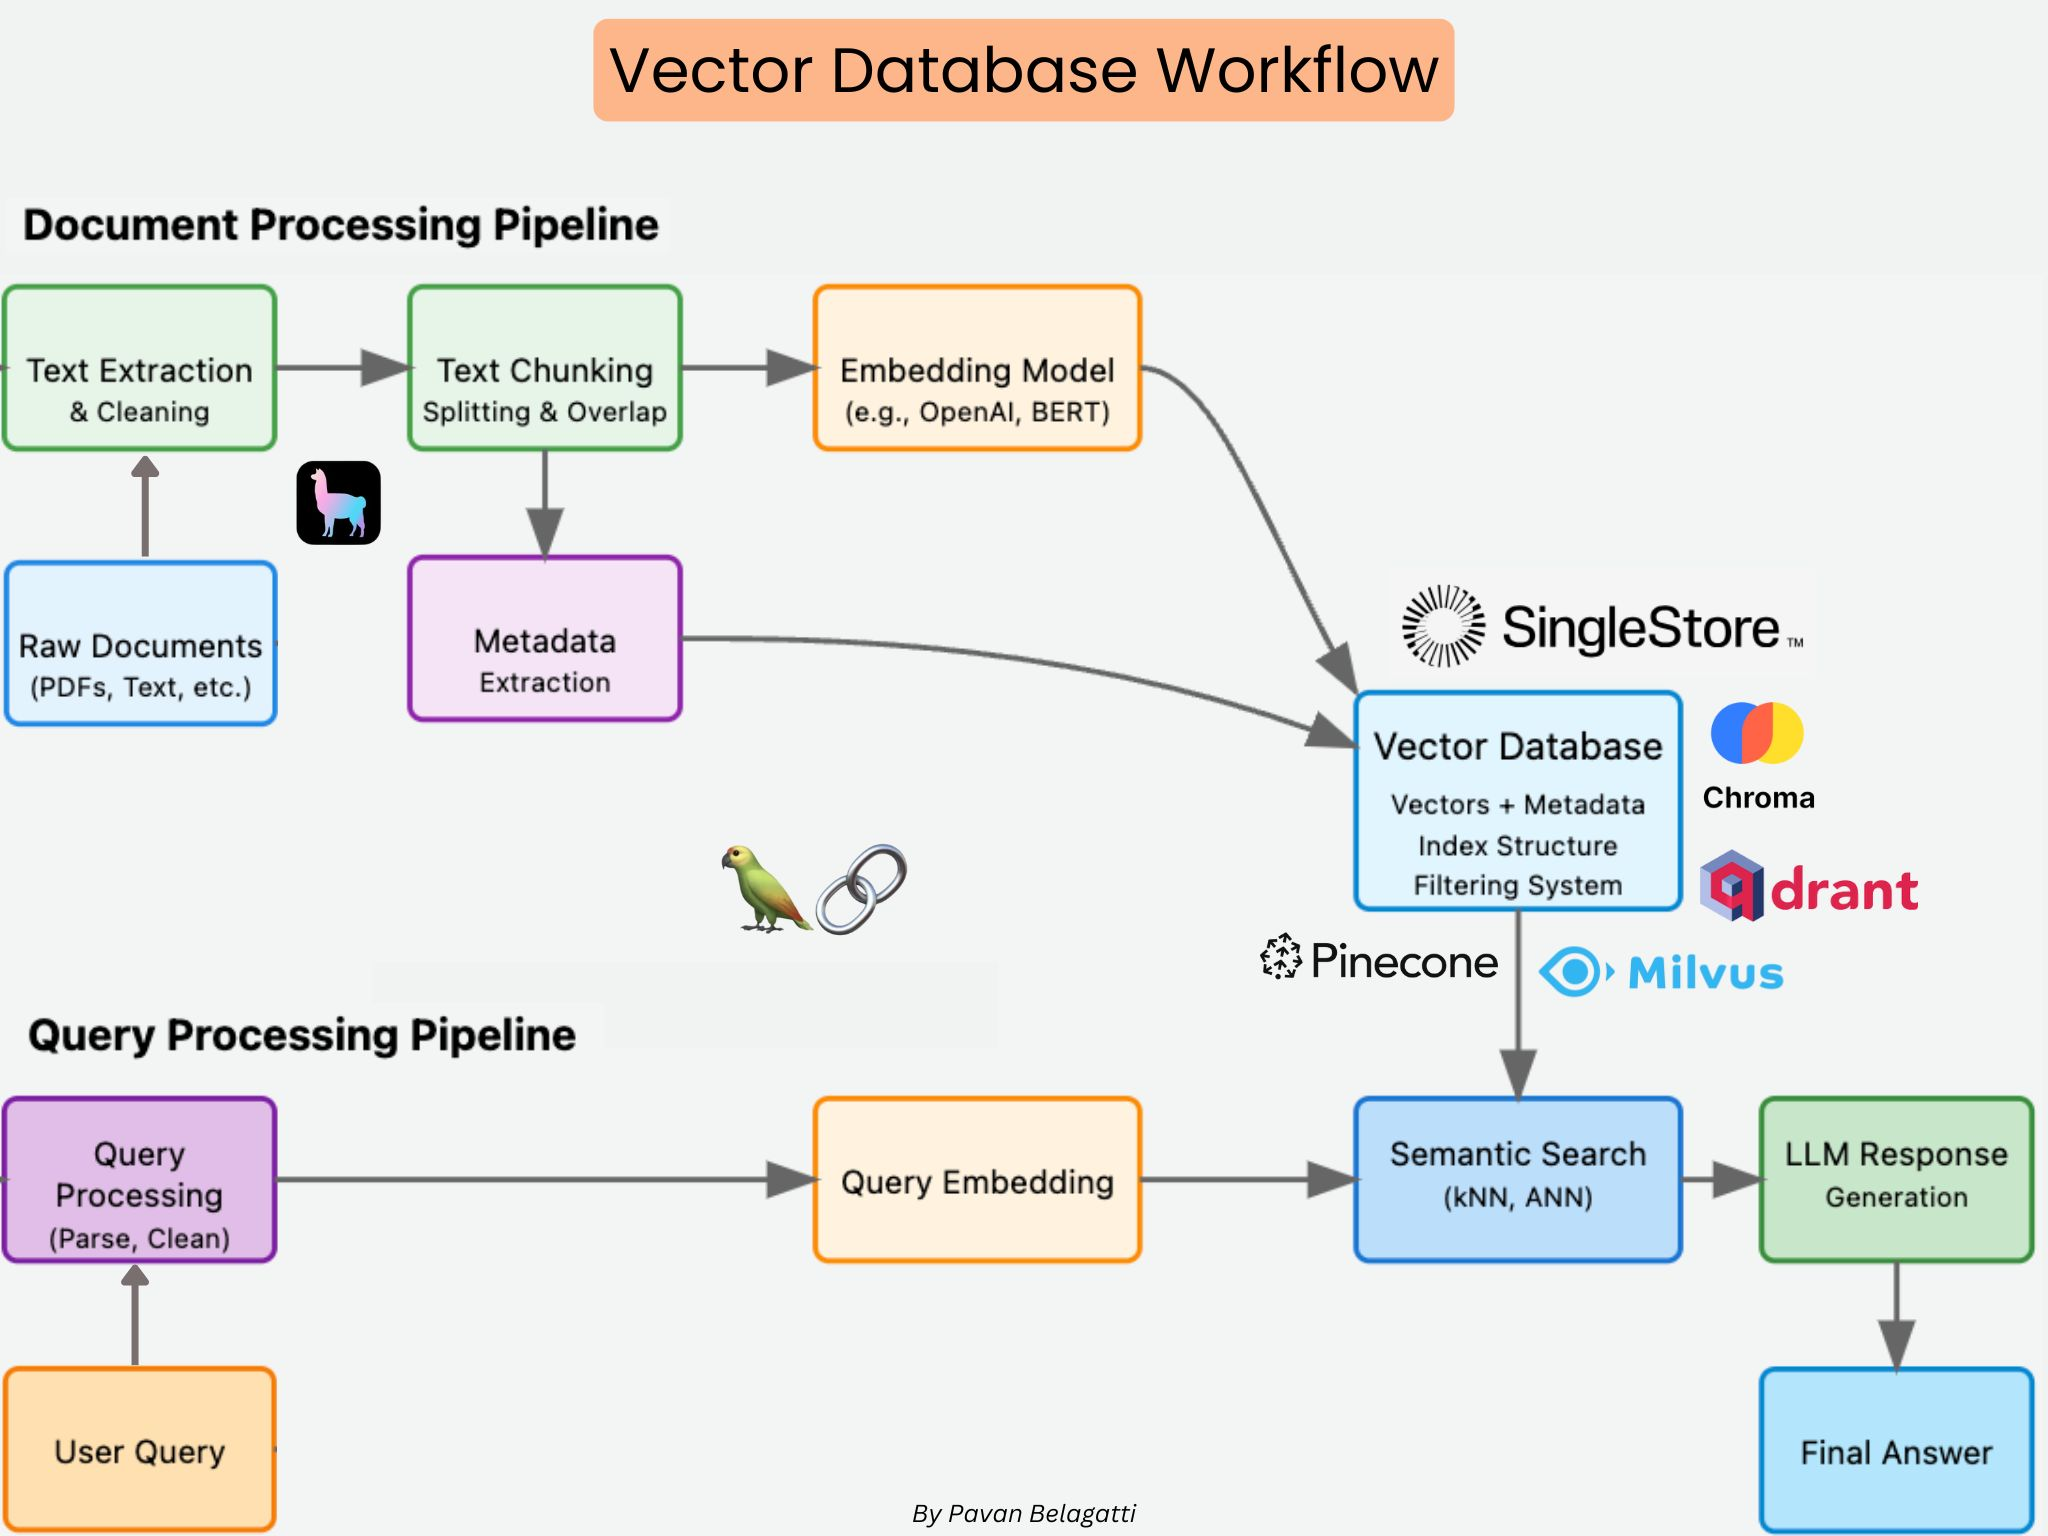 Vector Database Workflow
Document Processing Pipeline
Text Extraction
& Cleaning
Text Chunking
Splitting & Overlap
Embedding Model
(e.g., OpenAI, BERT)
Raw Documents
(PDFs, Text, etc.)
Metadata
Extraction
SingleStore™
Vector Database
Vectors + Metadata
Index Structure
Filtering System
Chroma
qdrant
Pinecone
Milvus
Query Processing Pipeline
Query
Processing
(Parse, Clean)
Query Embedding
Semantic Search
(kNN, ANN)
LLM Response
Generation
User Query
Final Answer
By Pavan Belagatti